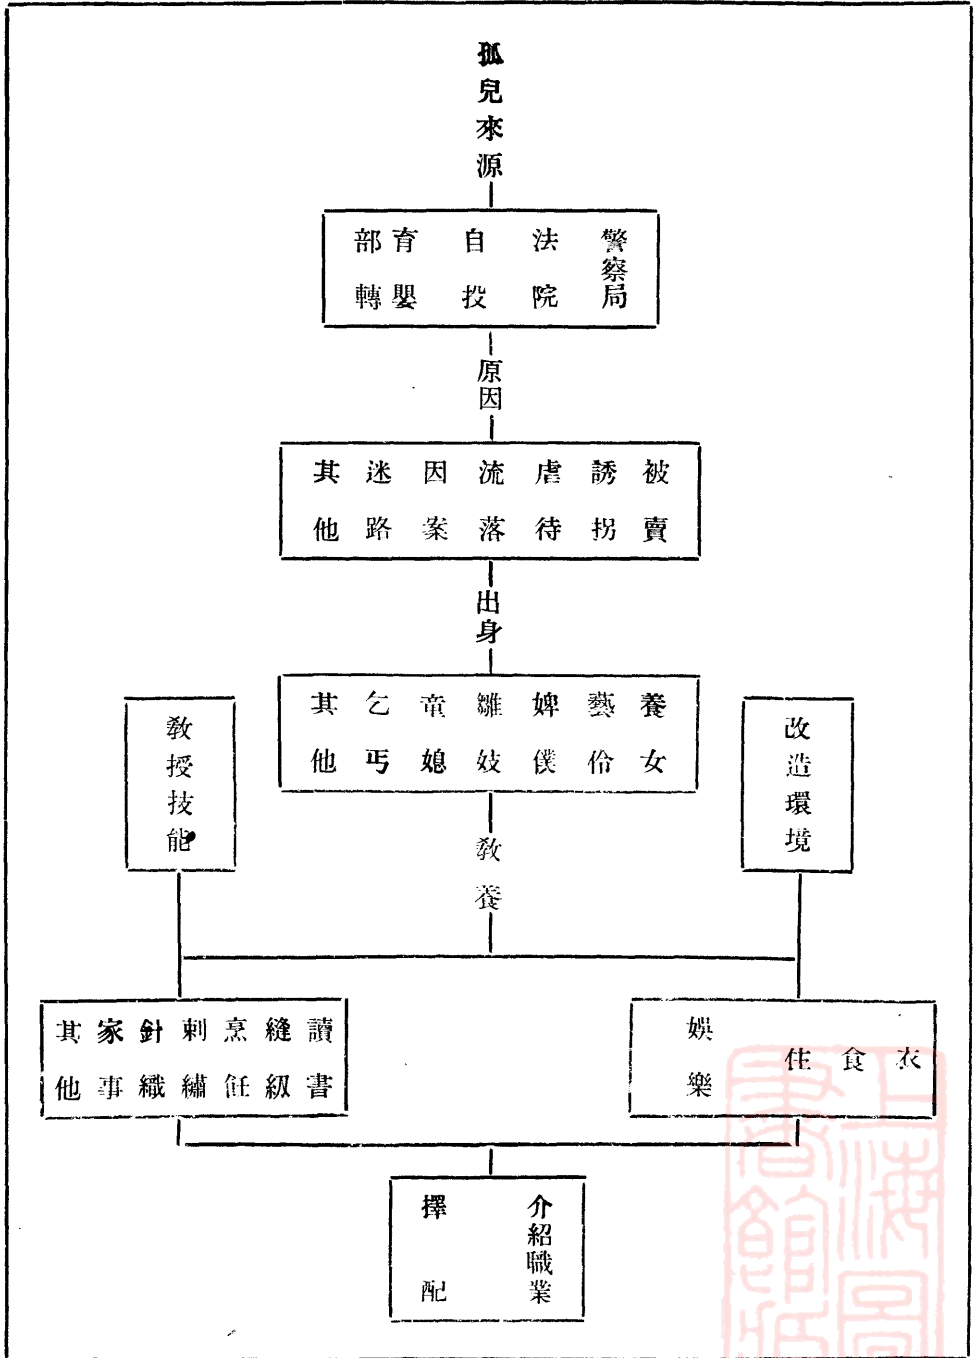 孤兒來源
警察局
法院
自投
育嬰
部轉
原因
被賣
誘拐
虐待
流落
因案
迷路
其他
出身
養女
藝伶
婢僕
雛妓
童媳
乞丐
其他
教養
改造環境
教授技能
衣
食
住
娛樂
讀書
縫紉
烹飪
刺繡
針織
家事
其他
介紹職業
擇配